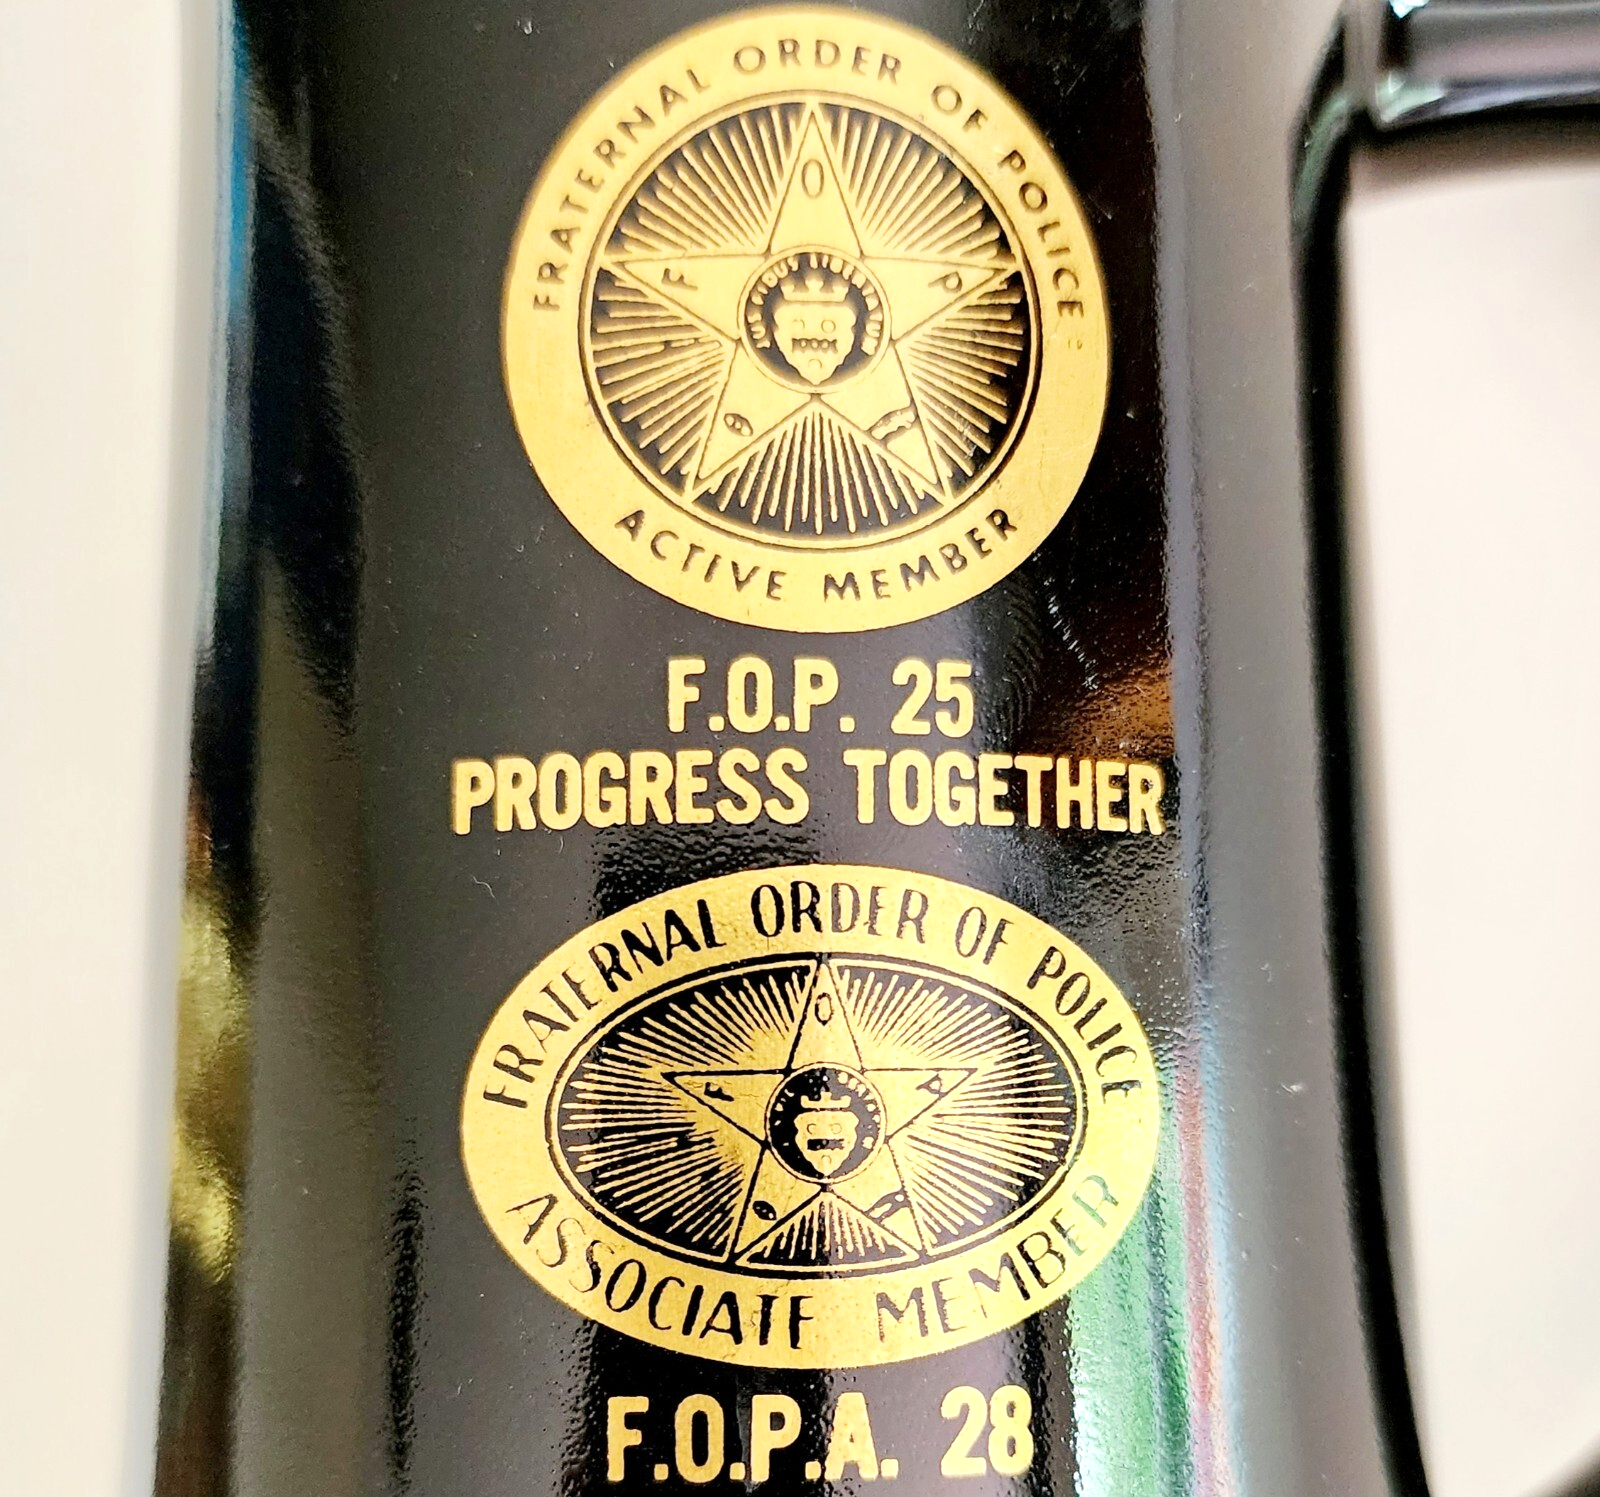 FRATERNAL ORDER OF POLICE
O
F P
ACTIVE MEMBER
F.O.P. 25
PROGRESS TOGETHER
FRATERNAL ORDER OF POLICE
O
F P
ASSOCIATE MEMBER
F.O.P.A. 28